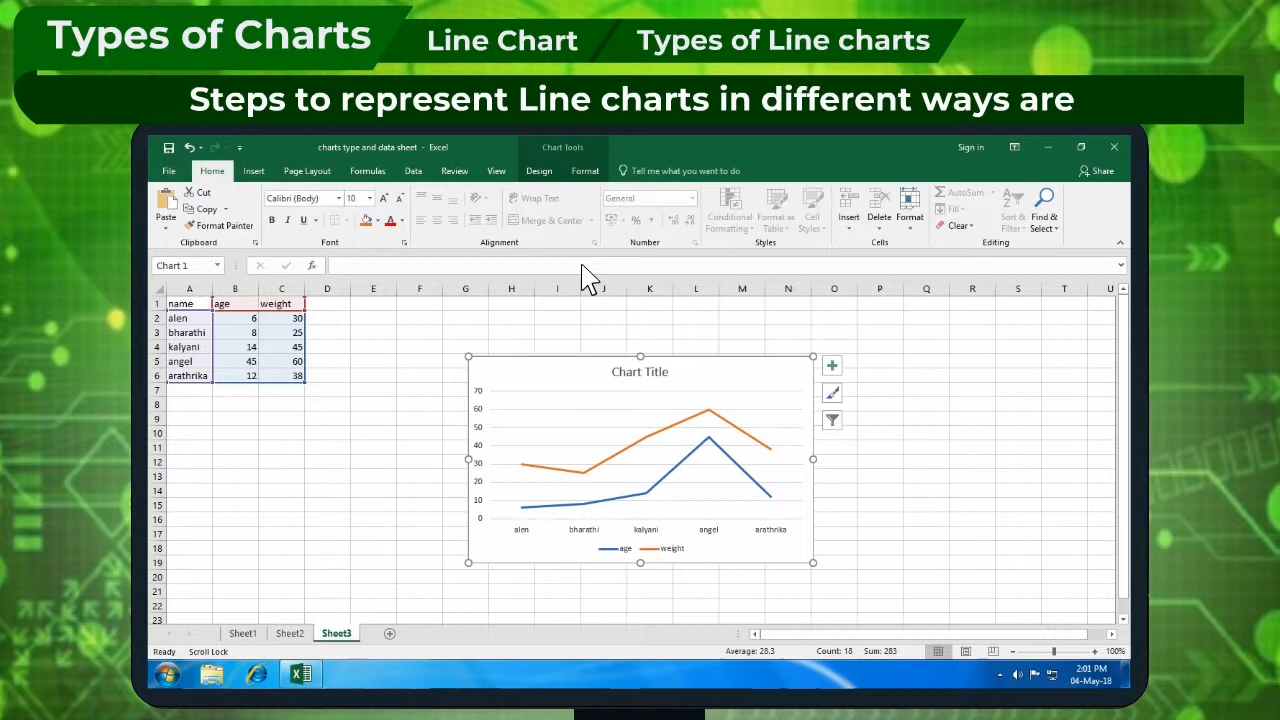 Types of Charts
Line Chart
Types of Line charts
Steps to represent Line charts in different ways are
charts type and data sheet - Excel
Chart Tools
Sign in
File
Home
Insert
Page Layout
Formulas
Data
Review
View
Design
Format
Tell me what you want to do
Share
Paste
Cut
Copy
Format Painter
Clipboard
Calibri (Body)
10
B I U
Font
Wrap Text
Merge & Center
Alignment
General
Number
Conditional Formatting
Format as Table
Cell Styles
Styles
Insert
Delete
Format
Cells
AutoSum
Fill
Clear
Sort & Filter
Find & Select
Editing
Chart 1
fx
A B C D E F G H I J K L M N O P Q R S T U
1 name age weight
2 alen 6 30
3 bharathi 8 25
4 kalyani 14 45
5 angel 45 60
6 arathrika 12 38
7
8
9
10
11
12
13
14
15
16
17
18
19
20
21
22
23
Chart Title
70
60
50
40
30
20
10
0
alen bharathi kalyani angel arathrika
age weight
Sheet1
Sheet2
Sheet3
Ready
Scroll Lock
Average: 28.3
Count: 18
Sum: 283
100%
2:01 PM
04-May-18